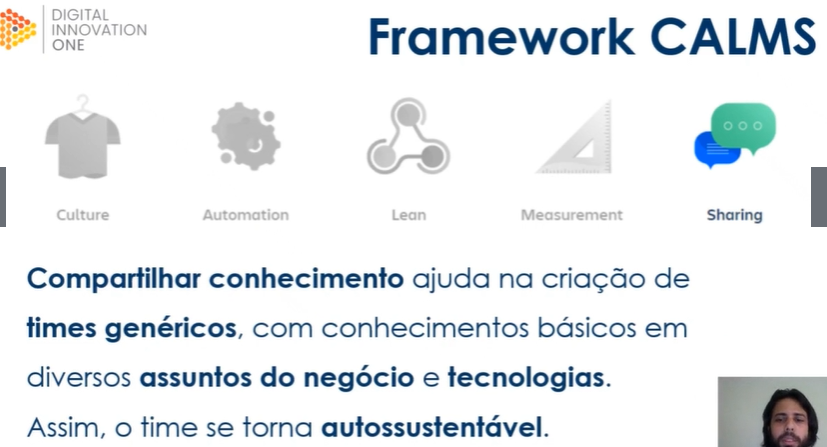 DIGITAL
INNOVATION
ONE
Framework CALMS
Culture Automation Lean Measurement Sharing
Compartilhar conhecimento ajuda na criação de
times genéricos, com conhecimentos básicos em
diversos assuntos do negócio e tecnologias.
Assim, o time se torna autossustentável.